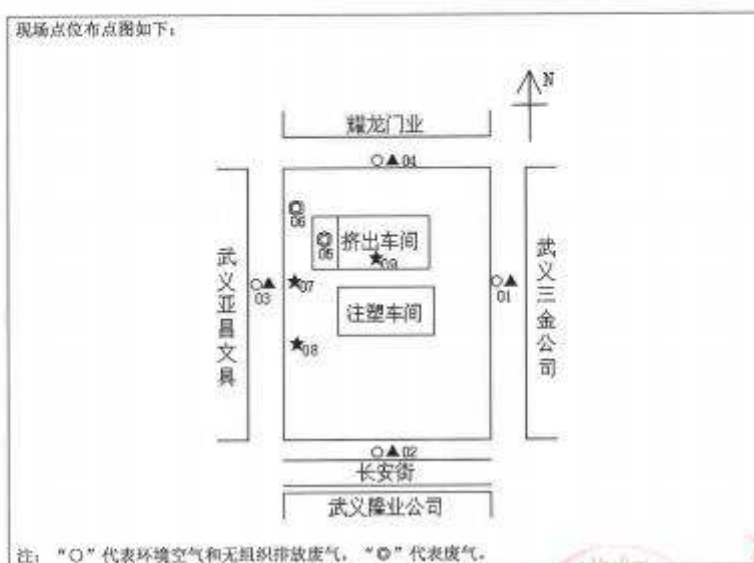 现场点位布点图如下:
N
耀龙门业
○▲04
◎
06
◎
05
挤出车间
★09
武义亚昌文具
○▲
03
★07
注塑车间
★08
○▲
01
武义三金公司
○▲02
长安街
武义隆业公司
注:“○”代表环境空气和无组织排放废气,“◎”代表废气。